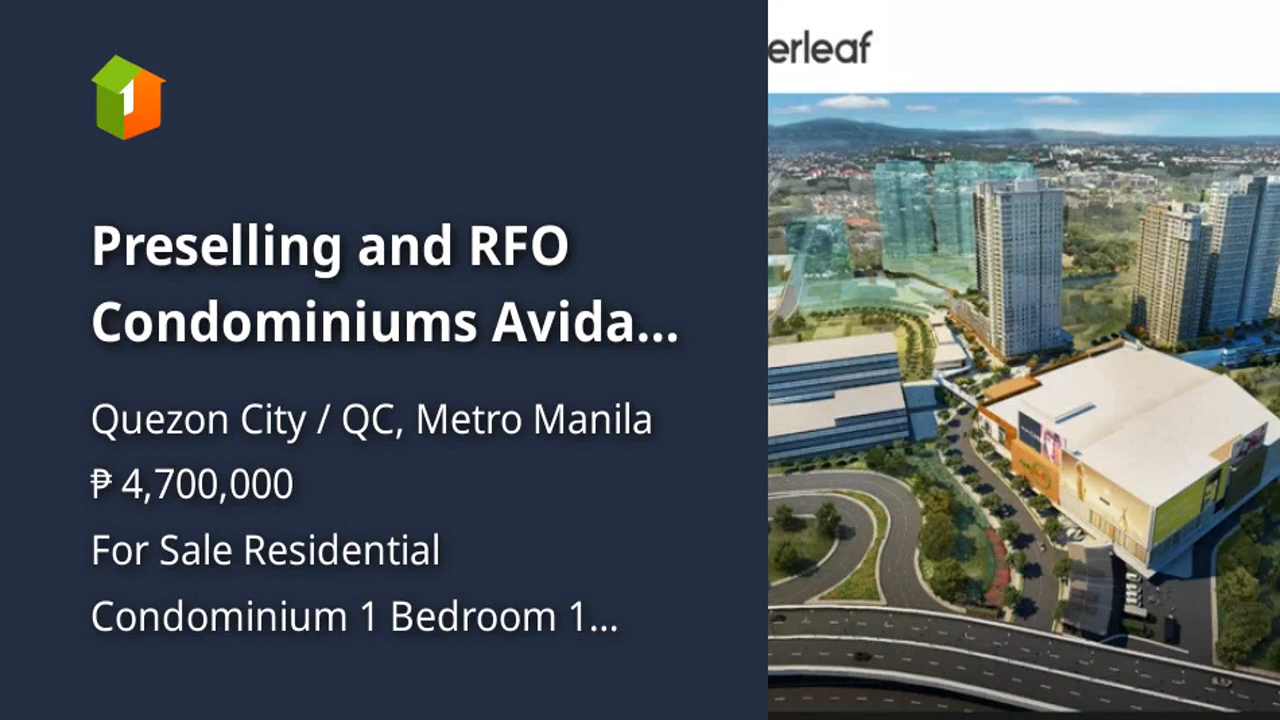 erleaf
Preselling and RFO
Condominiums Avida...
Quezon City / QC, Metro Manila
₱ 4,700,000
For Sale Residential
Condominium 1 Bedroom 1...